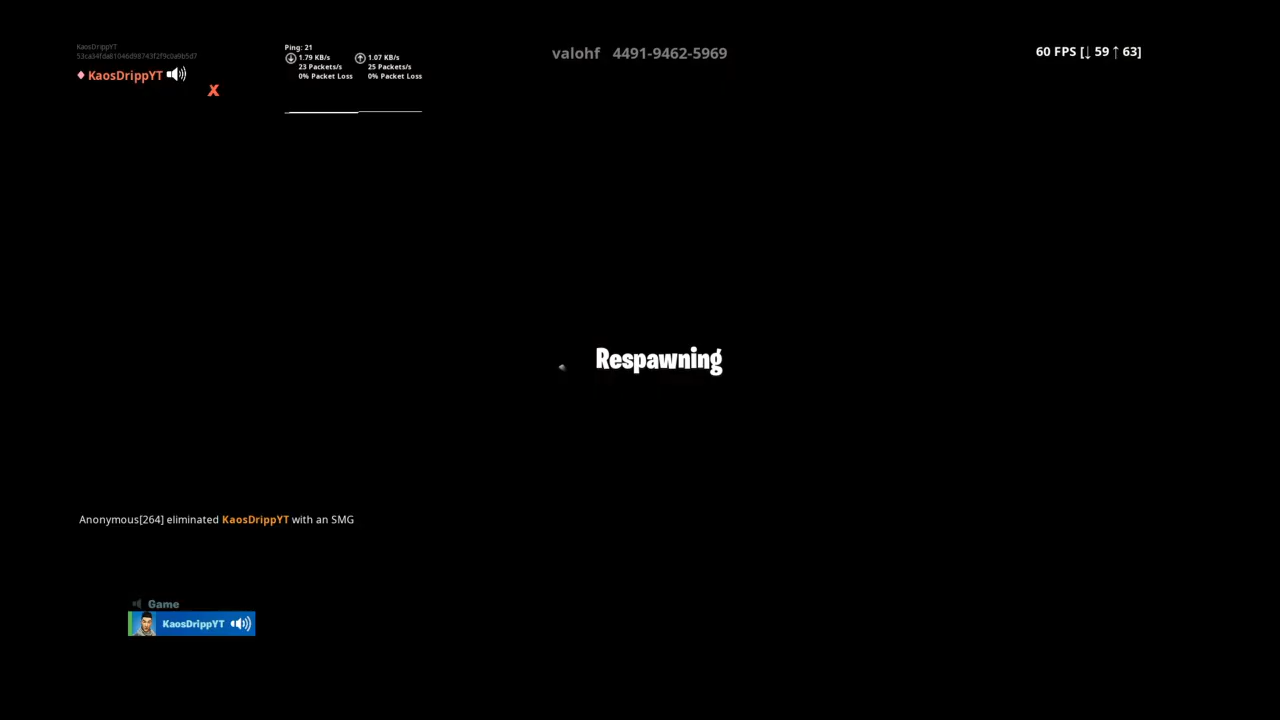 KaosDrippYT
KaosDrippYT
X
Ping: 21
1.79 KB/s
1.07 KB/s
23 Packets/s
25 Packets/s
0% Packet Loss
0% Packet Loss
valohf 4491-9462-5969
60 FPS [↓ 59 ↑ 63]
Respawning
Anonymous[264] eliminated KaosDrippYT with an SMG
Game
KaosDrippYT